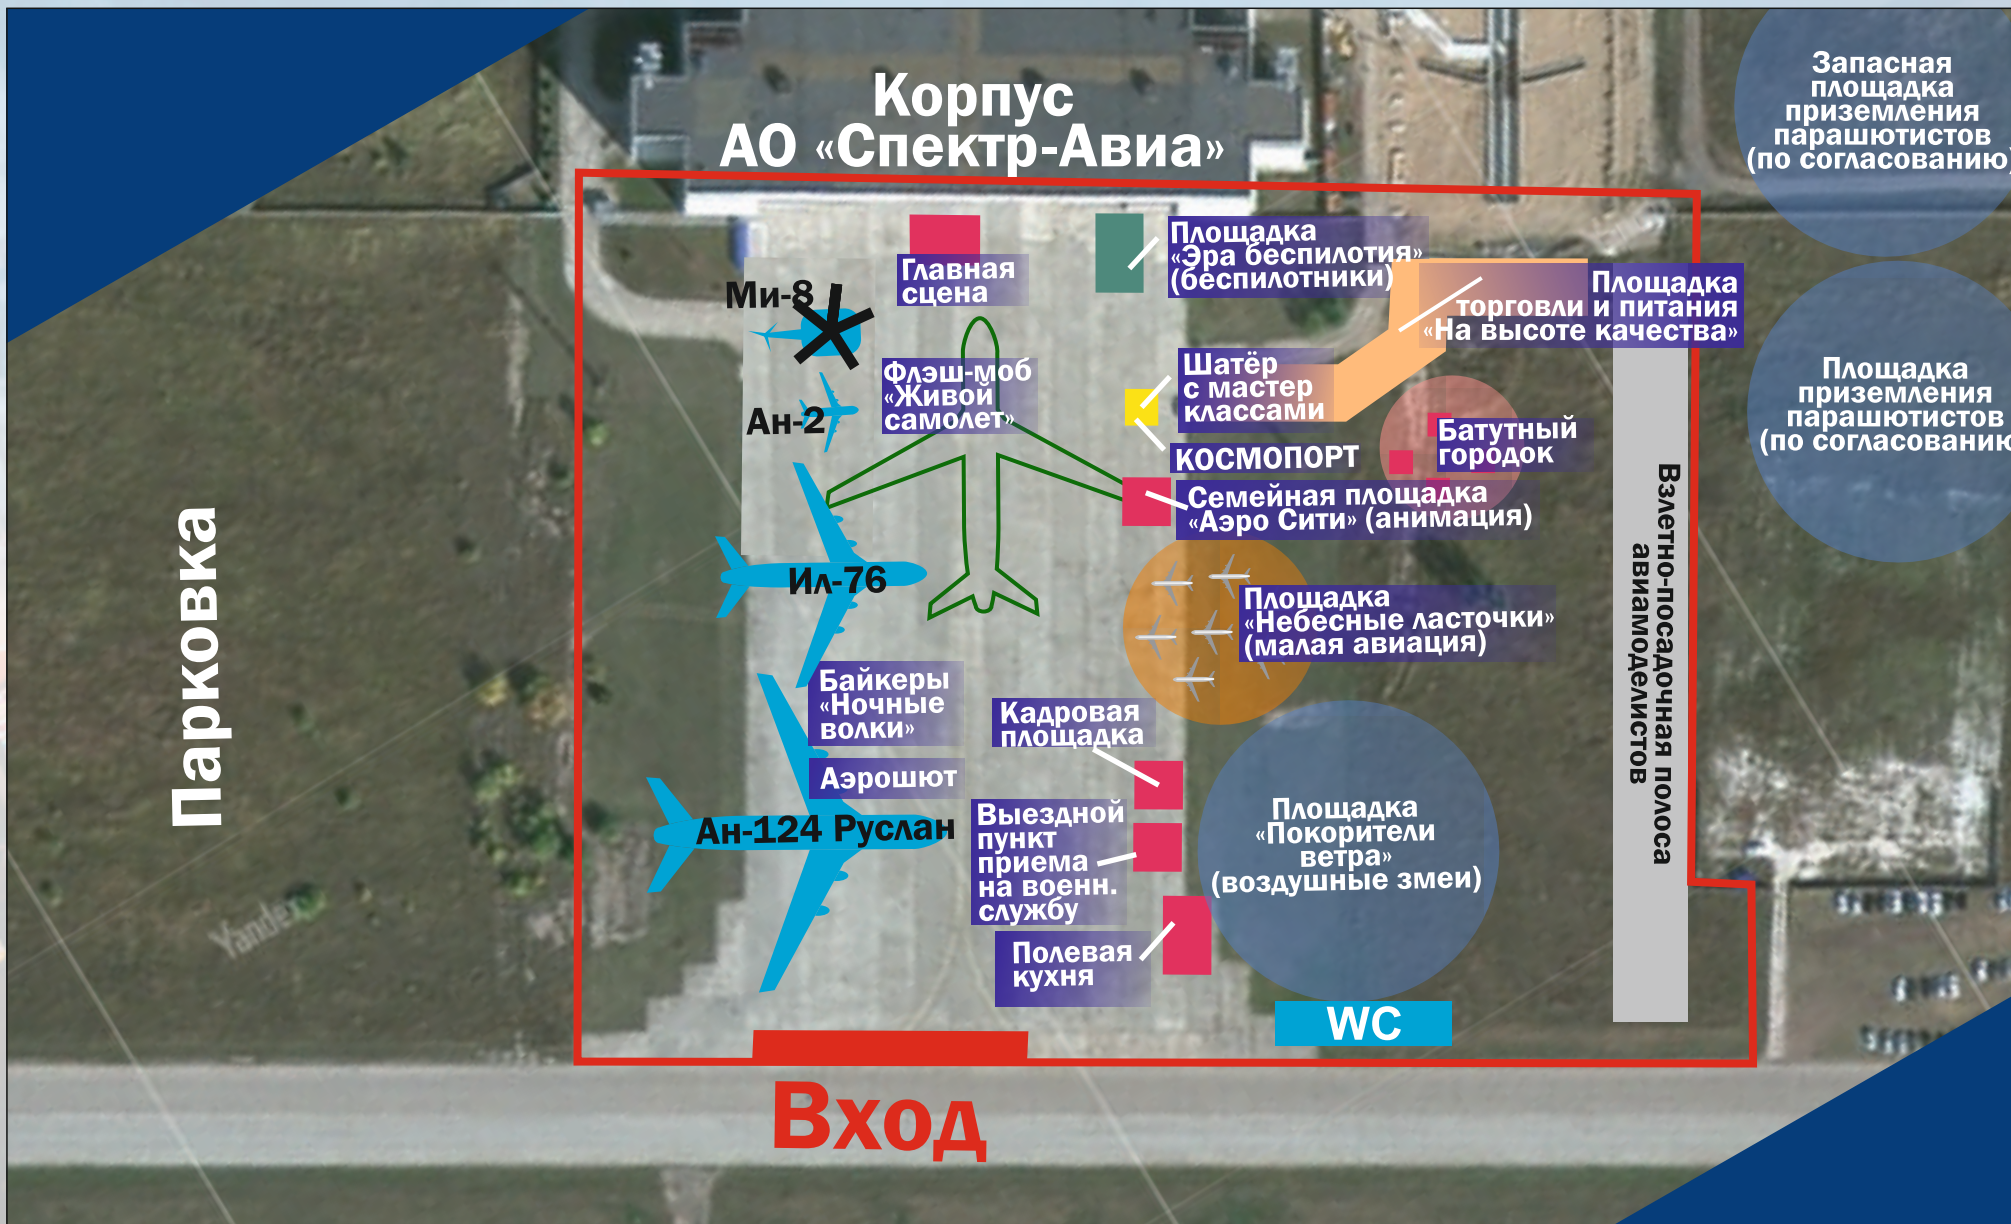 Корпус
АО «Спектр-Авиа»
Запасная
площадка
приземления
парашютистов
(по согласованию)
Площадка
«Эра беспилотия»
(беспилотники)
Главная
сцена
Площадка
торговли и питания
«На высоте качества»
Ми-8
Шатёр
с мастер
классами
Флэш-моб
«Живой
самолет»
Площадка
приземления
парашютистов
(по согласованию
Ан-2
Батутный
городок
КОСМОПОРТ
Семейная площадка
«Аэро Сити» (анимация)
Взлетно-посадочная полоса
авиамоделистов
Парковка
Ил-76
Площадка
«Небесные ласточки»
(малая авиация)
Байкеры
«Ночные
волки»
Кадровая
площадка
Аэрошют
Ан-124 Руслан
Выездной
пункт
приема
на военн.
службу
Площадка
«Покорители
ветра»
(воздушные змеи)
Полевая
кухня
WC
Вход
Yandex